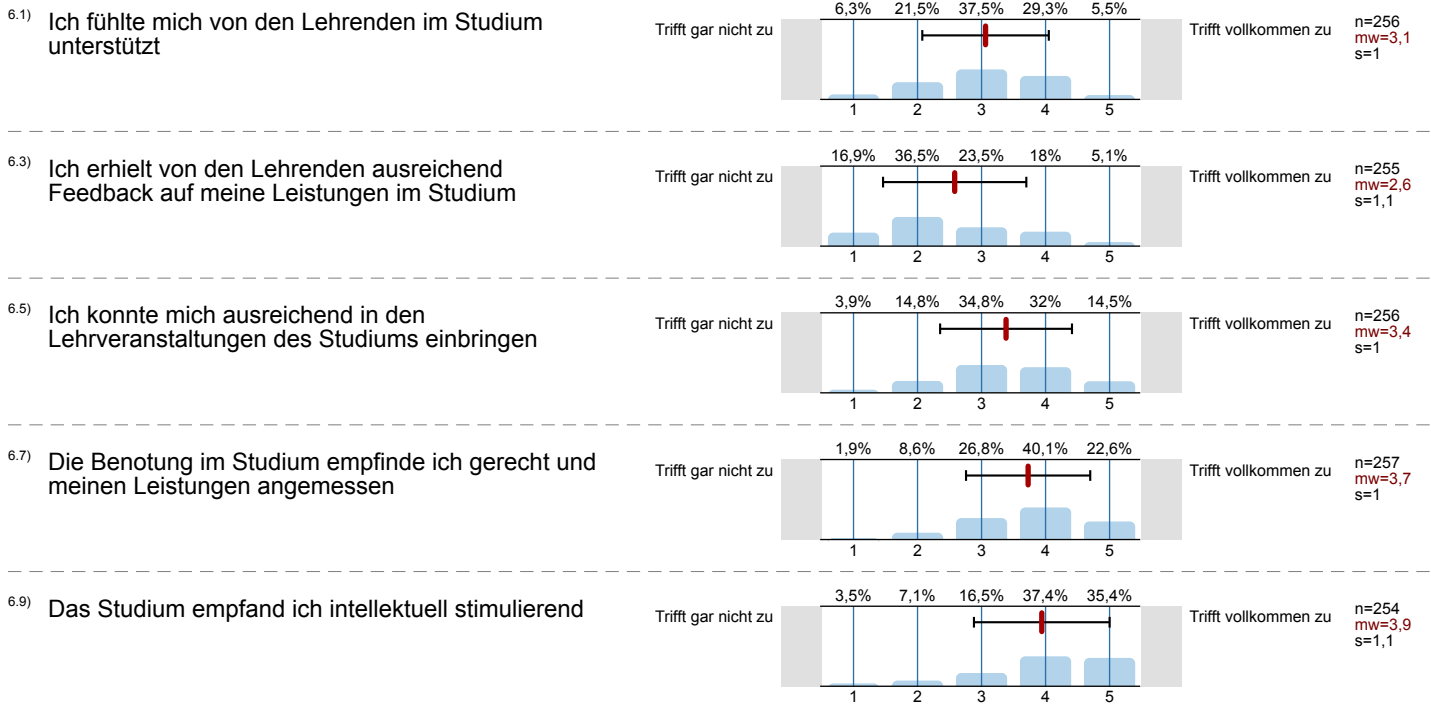 6,3% 21,5% 37,5% 29,3% 5,5%
6.1) Ich fühlte mich von den Lehrenden im Studium
unterstützt
Trifft gar nicht zu
Trifft vollkommen zu
n=256
mw=3,1
s=1
1 2 3 4 5
16,9% 36,5% 23,5% 18% 5,1%
6.3) Ich erhielt von den Lehrenden ausreichend
Feedback auf meine Leistungen im Studium
Trifft gar nicht zu
Trifft vollkommen zu
n=255
mw=2,6
s=1,1
1 2 3 4 5
3,9% 14,8% 34,8% 32% 14,5%
6.5) Ich konnte mich ausreichend in den
Lehrveranstaltungen des Studiums einbringen
Trifft gar nicht zu
Trifft vollkommen zu
n=256
mw=3,4
s=1
1 2 3 4 5
1,9% 8,6% 26,8% 40,1% 22,6%
6.7) Die Benotung im Studium empfinde ich gerecht und
meinen Leistungen angemessen
Trifft gar nicht zu
Trifft vollkommen zu
n=257
mw=3,7
s=1
1 2 3 4 5
3,5% 7,1% 16,5% 37,4% 35,4%
6.9) Das Studium empfand ich intellektuell stimulierend
Trifft gar nicht zu
Trifft vollkommen zu
n=254
mw=3,9
s=1,1
1 2 3 4 5